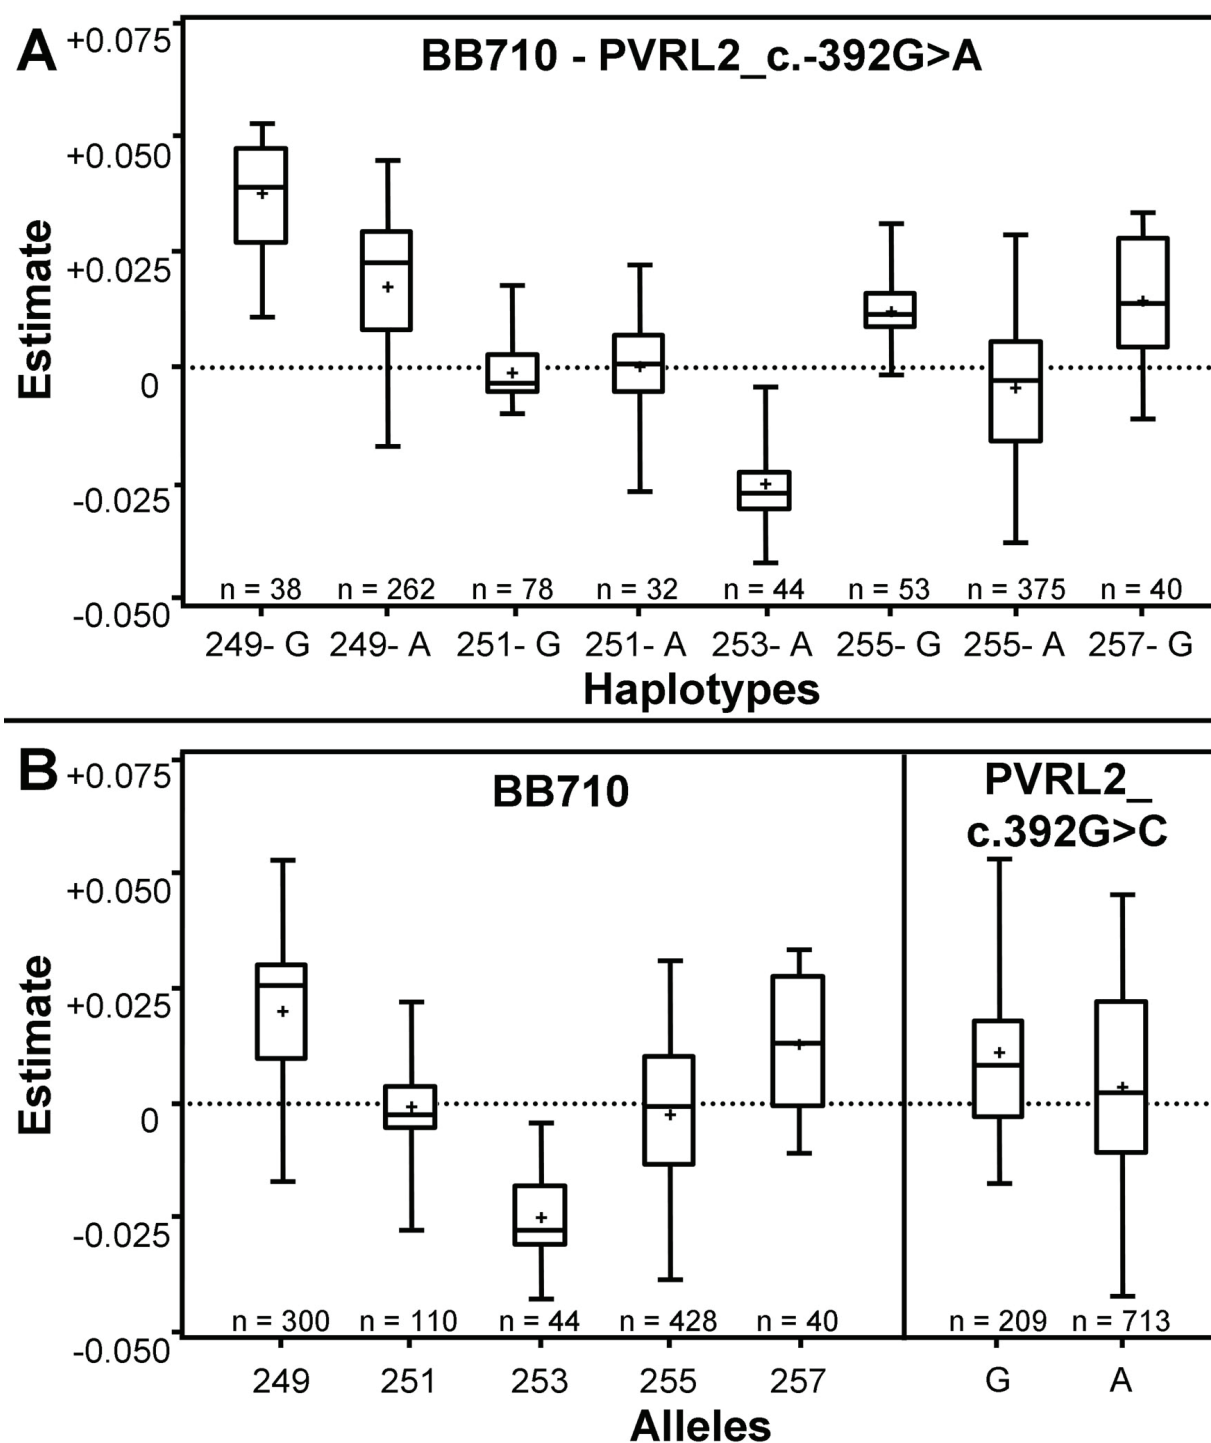 A
BB710 - PVRL2_c.-392G>A
+0.075
+0.050
+0.025
0
-0.025
-0.050
Estimate
n = 38 n = 262 n = 78 n = 32 n = 44 n = 53 n = 375 n = 40
249- G 249- A 251- G 251- A 253- A 255- G 255- A 257- G
Haplotypes
B
BB710
PVRL2_
c.392G>C
+0.075
+0.050
+0.025
0
-0.025
-0.050
Estimate
n = 300 n = 110 n = 44 n = 428 n = 40 n = 209 n = 713
249 251 253 255 257 G A
Alleles